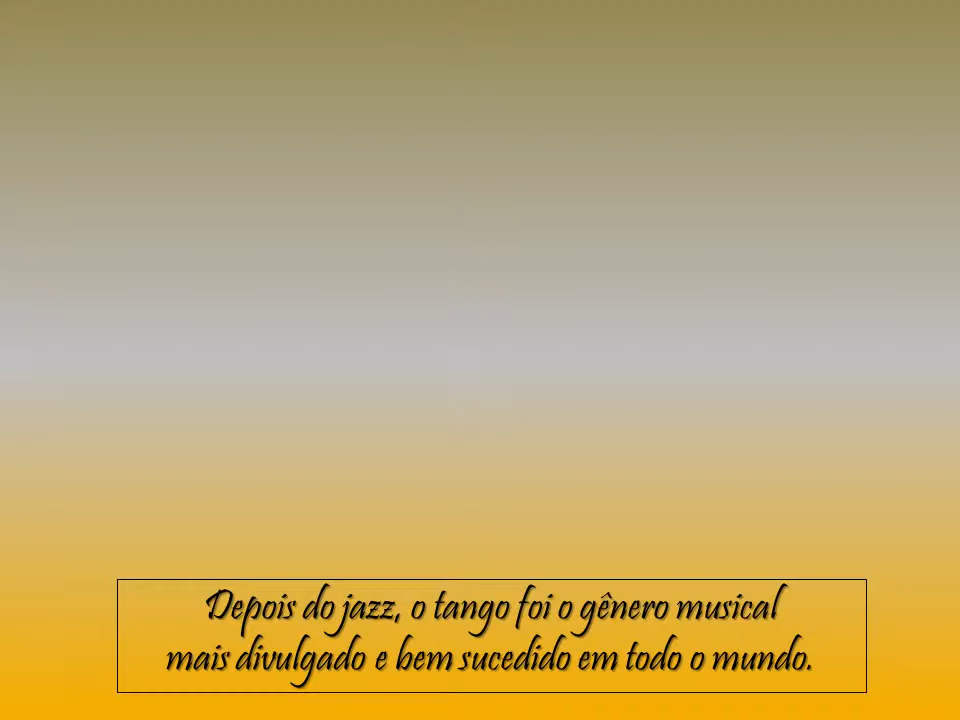 Depois do jazz, o tango foi o gênero musical
mais divulgado e bem sucedido em todo o mundo.